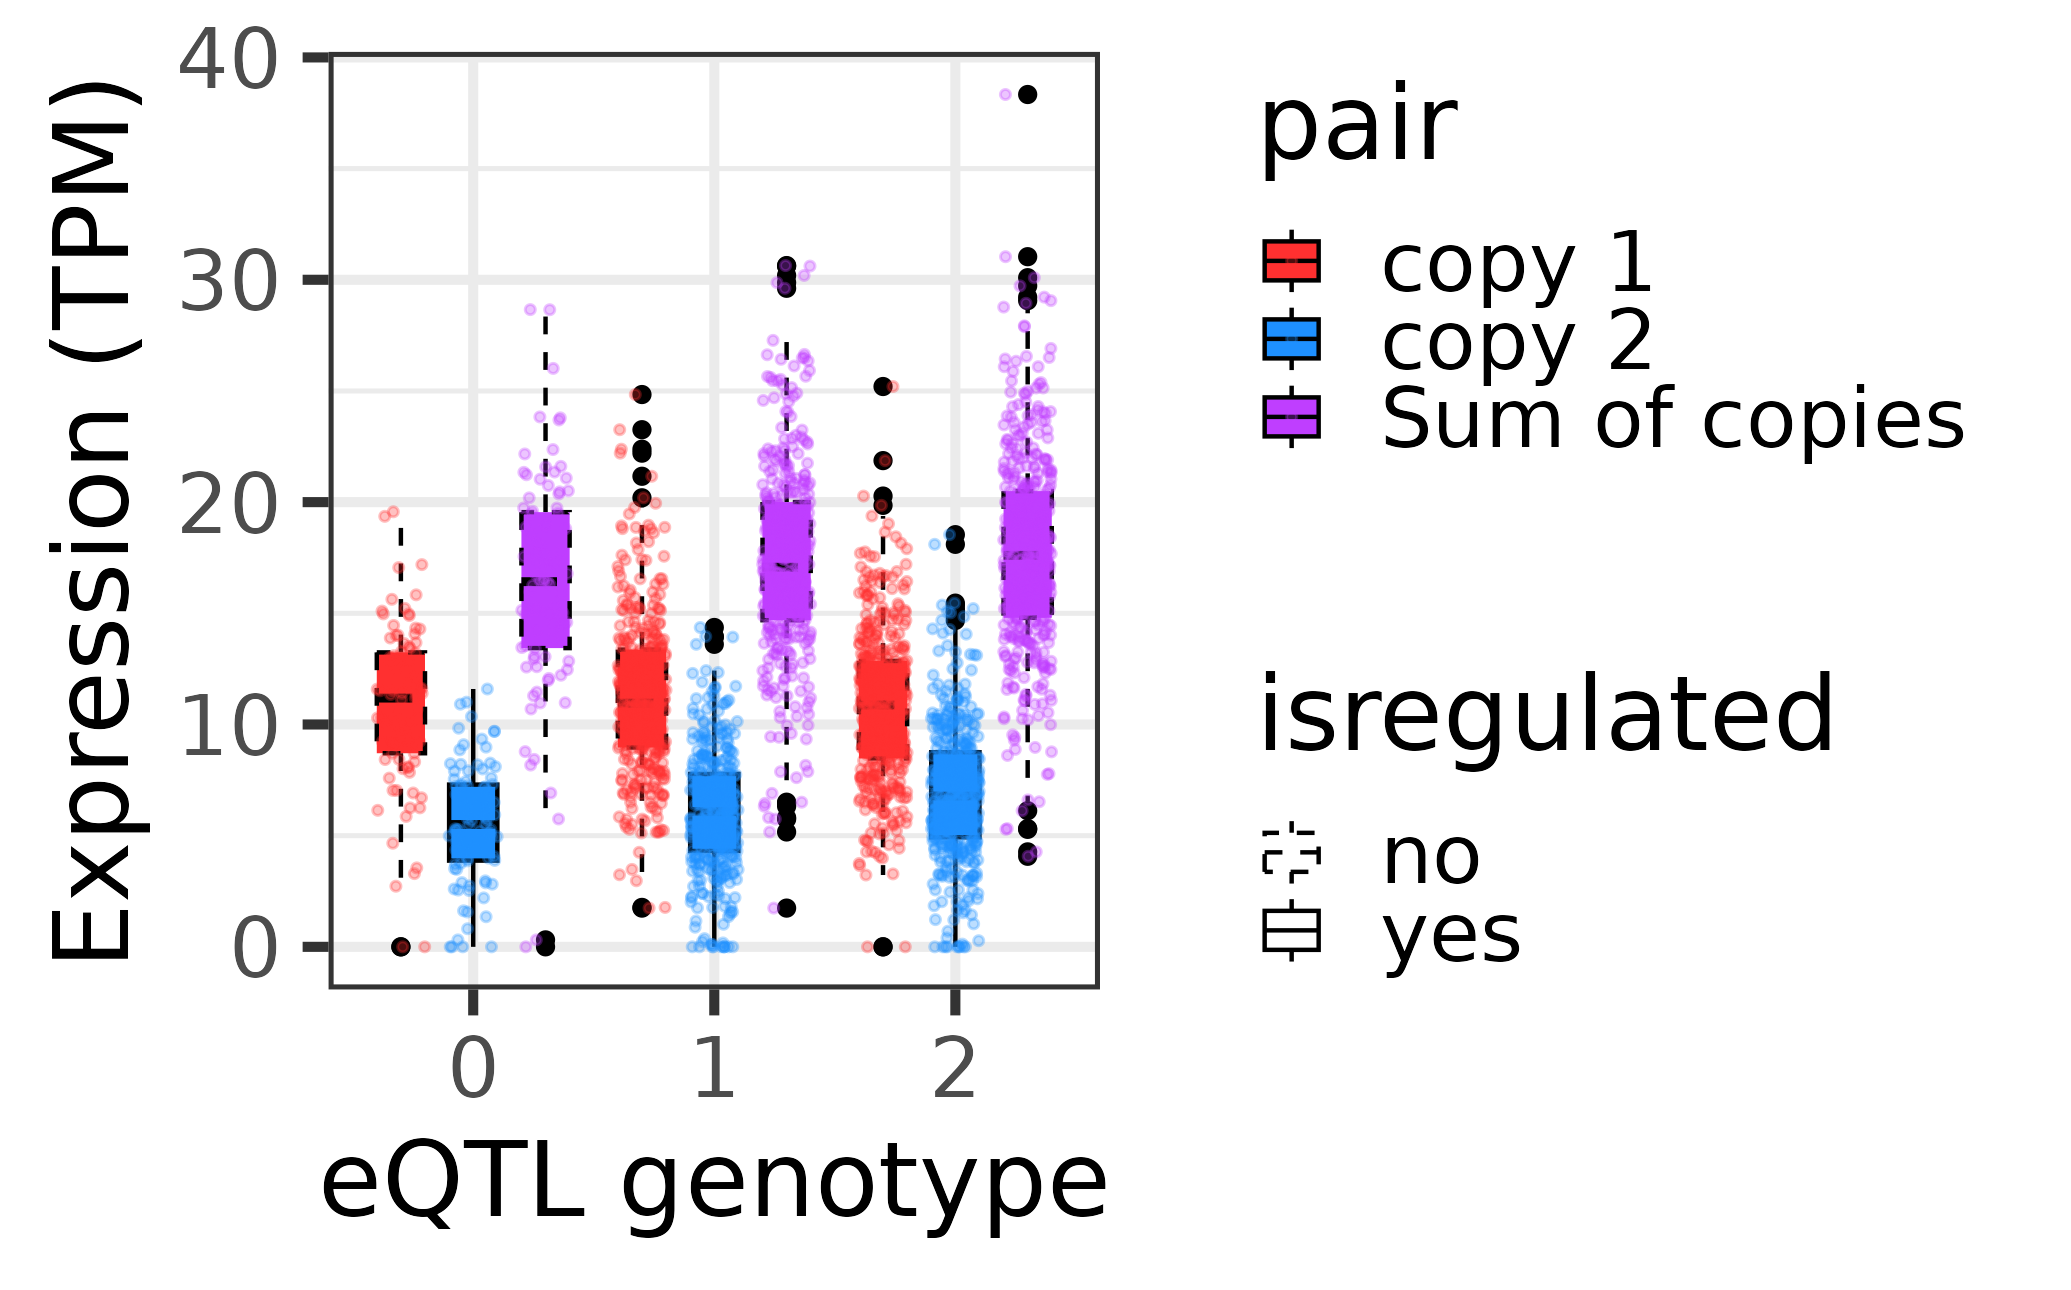 Expression (TPM)
40
30
20
10
0
0 1 2
eQTL genotype
pair
copy 1
copy 2
Sum of copies
isregulated
no
yes